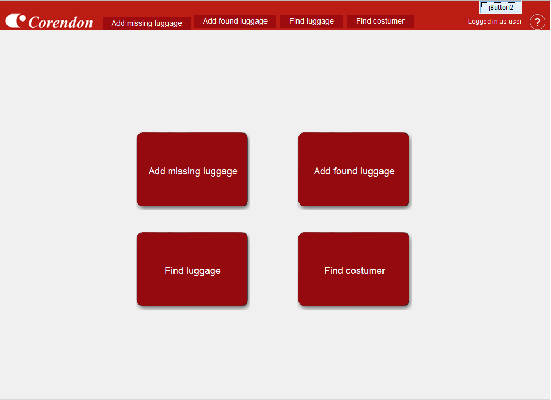 jButton2
Corendon
Add missing luggage
Add found luggage
Find luggage
Find costumer
Logged in as user
?
Add missing luggage
Add found luggage
Find luggage
Find costumer